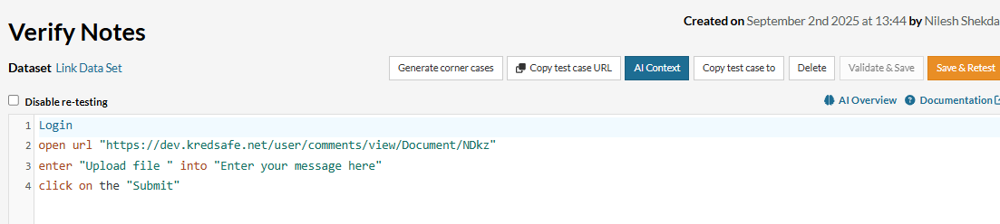 Created on September 2nd 2025 at 13:44 by Nilesh Shekda
Verify Notes
Dataset Link Data Set
Generate corner cases Copy test case URL AI Context Copy test case to Delete Validate & Save Save & Retest
Disable re-testing AI Overview Documentation
1 Login
2 open url "https://dev.kredsafe.net/user/comments/view/Document/NDkz"
3 enter "Upload file " into "Enter your message here"
4 click on the "Submit"